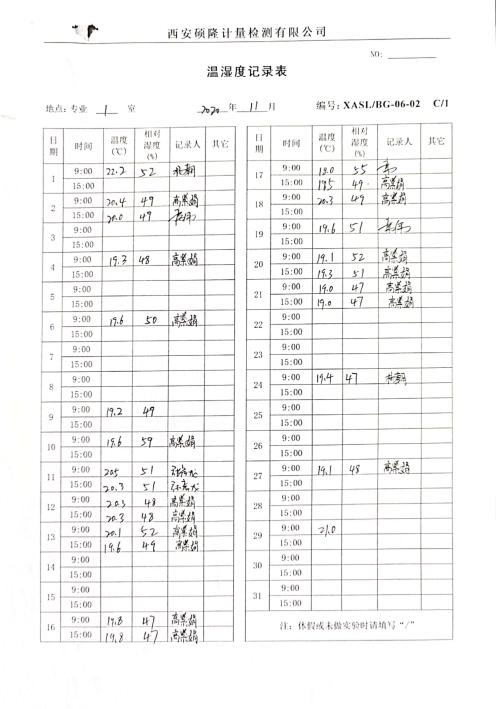 西安硕隆计量检测有限公司
NO:
温湿度记录表
地点: 专业 1 室 2020 年 11 月 编号: XASL/BG-06-02 C/1
日期 时间 温度(℃) 相对湿度(%) 记录人 其它
1 9:00 22.2 52
15:00
2 9:00 20.4 49 高景娟
15:00 20.0 49
3 9:00
15:00
4 9:00 19.3 48 高景娟
15:00
5 9:00
15:00
6 9:00 19.6 50 高景娟
15:00
7 9:00
15:00
8 9:00
15:00
9 9:00 19.2 49
15:00
10 9:00 19.6 59 高景娟
15:00
11 9:00 205 51
15:00 20.3 51
12 9:00 20.3 48 高景娟
15:00 20.3 48 高景娟
13 9:00 20.1 52 高景娟
15:00 19.6 49 高景娟
14 9:00
15:00
15 9:00
15:00
16 9:00 19.8 47 高景娟
15:00 19.8 47 高景娟
日期 时间 温度(℃) 相对湿度(%) 记录人 其它
17 9:00 19.0 55
15:00 195 49 高景娟
18 9:00 20.3 49 高景娟
15:00
19 9:00 19.6 51
15:00
20 9:00 19.1 52 高景娟
15:00 19.3 51 高景娟
21 9:00 19.0 47 高景娟
15:00 19.0 47 高景娟
22 9:00
15:00
23 9:00
15:00
24 9:00 19.4 47
15:00
25 9:00
15:00
26 9:00
15:00
27 9:00 19.1 48 高景娟
15:00
28 9:00
15:00
29 9:00 21.0
15:00
30 9:00
15:00
31 9:00
15:00
注: 休假或未做实验时请填写“/”